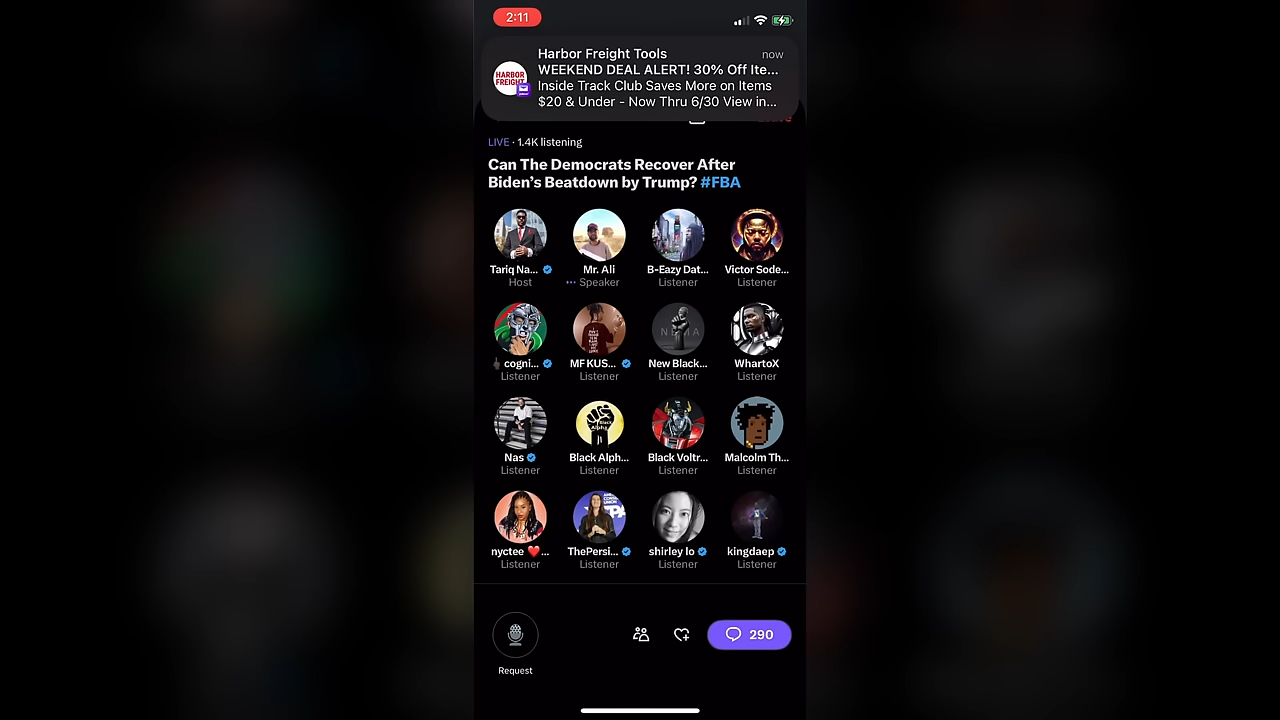 2:11
Harbor Freight Tools
now
HARBOR
FREIGHT
WEEKEND DEAL ALERT! 30% Off Ite...
Inside Track Club Saves More on Items
$20 & Under - Now Thru 6/30 View in...
LIVE · 1.4K listening
Can The Democrats Recover After
Biden's Beatdown by Trump? #FBA
Tariq Na... Mr. Ali B-Eazy Dat... Victor Sode...
Host ••• Speaker Listener Listener
cogni... MF KUS... New Black... WhartoX
Listener Listener Listener Listener
Nas Black Alph... Black Voltr... Malcolm Th...
Listener Listener Listener Listener
nyctee ❤️... ThePersi... shirley lo kingdaep
Listener Listener Listener Listener
290
Request